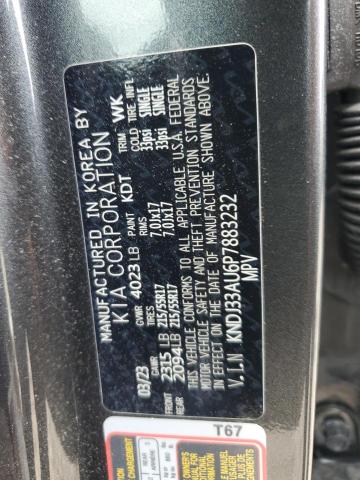 MANUFACTURED IN KOREA BY
KIA CORPORATION
03/23 GVWR 4023 LB PAINT KDT TRIM WK
GAWR TIRES RIMS COLD TIRE INFL
FRONT 2315 LB 215/55R17 7.0Jx17 33psi SINGLE
REAR 2094 LB 215/55R17 7.0Jx17 33psi SINGLE
THIS VEHICLE CONFORMS TO ALL APPLICABLE U.S.A. FEDERAL
MOTOR VEHICLE SAFETY AND THEFT PREVENTION STANDARDS
IN EFFECT ON THE DATE OF MANUFACTURE SHOWN ABOVE.
V.I.N KNDJ33AU6P7883232
MPV
T67